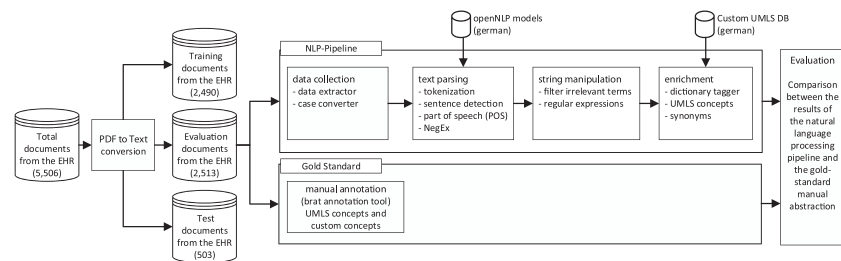 Total
documents
from the EHR
(5,506)
PDF to Text
conversion
Training
documents
from the EHR
(2,490)
Evaluation
documents
from the EHR
(2,513)
Test
documents
from the EHR
(503)
openNLP models
(german)
Custom UMLS DB
(german)
NLP-Pipeline
data collection
- data extractor
- case converter
text parsing
- tokenization
- sentence detection
- part of speech (POS)
- NegEx
string manipulation
- filter irrelevant terms
- regular expressions
enrichment
- dictionary tagger
- UMLS concepts
- synonyms
Gold Standard
manual annotation
(brat annotation tool)
UMLS concepts and
custom concepts
Evaluation
Comparison
between the
results of
the natural
language
processing
pipeline and
the gold-
standard
manual
abstraction